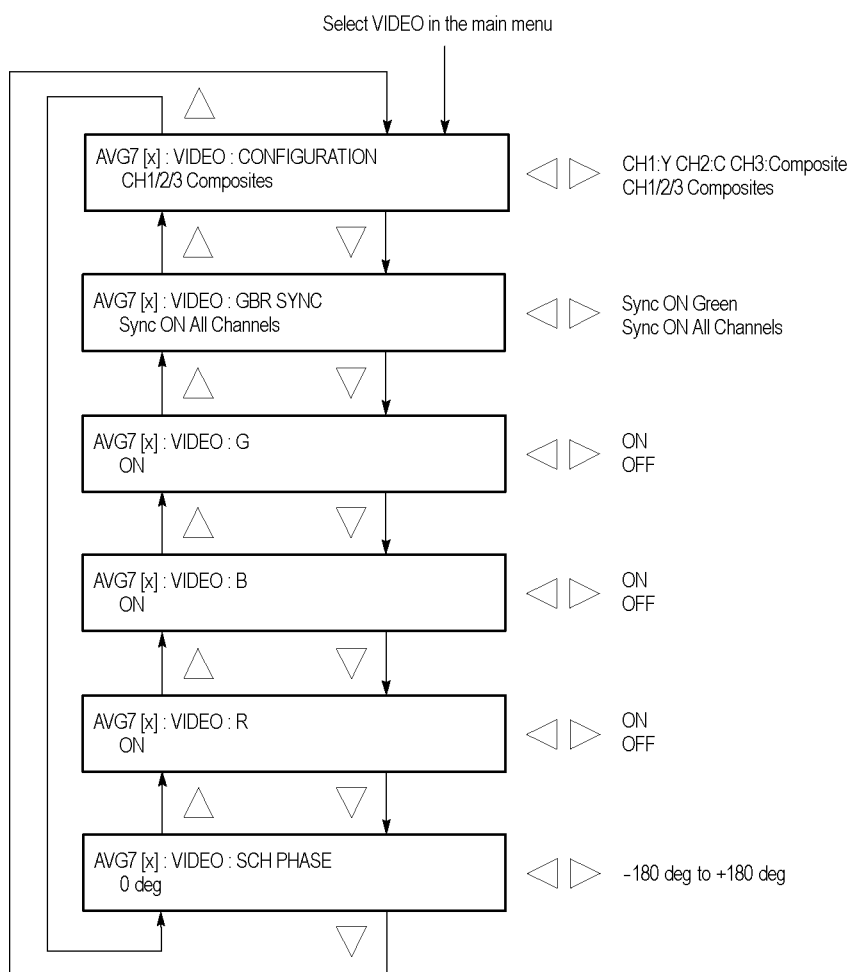 Select VIDEO in the main menu
AVG7 [x] : VIDEO : CONFIGURATION
CH1/2/3 Composites
CH1:Y CH2:C CH3:Composite
CH1/2/3 Composites
AVG7 [x] : VIDEO : GBR SYNC
Sync ON All Channels
Sync ON Green
Sync ON All Channels
AVG7 [x] : VIDEO : G
ON
ON
OFF
AVG7 [x] : VIDEO : B
ON
ON
OFF
AVG7 [x] : VIDEO : R
ON
ON
OFF
AVG7 [x] : VIDEO : SCH PHASE
0 deg
–180 deg to +180 deg